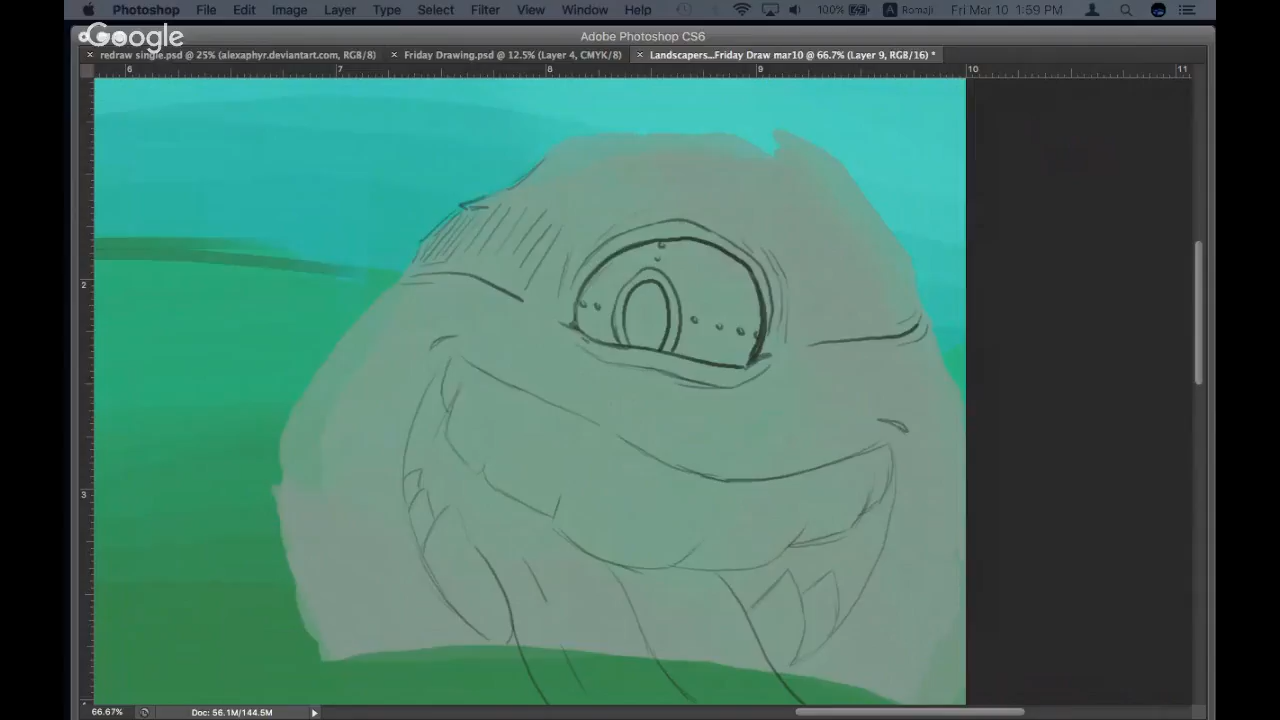 Photoshop File Edit Image Layer Type Select Filter View Window Help 100% A Romaji Fri Mar 10 1:59 PM
Google
Adobe Photoshop CS6
redraw single.psd @ 25% (alexaphyr.deviantart.com, RGB/8) Friday Drawing.psd @ 12.5% (Layer 4, CMYK/8) Landscapers...Friday Draw mar10 @ 66.7% (Layer 9, RGB/16) *
6 7 8 9 10 11
2
3
66.67% Doc: 56.1M/144.5M